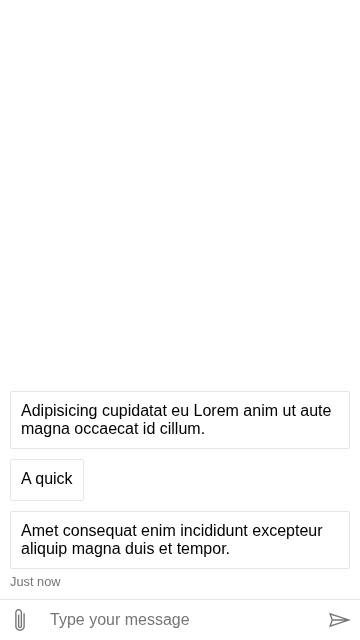 Adipisicing cupidatat eu Lorem anim ut aute
magna occaecat id cillum.
A quick
Amet consequat enim incididunt excepteur
aliquip magna duis et tempor.
Just now
Type your message